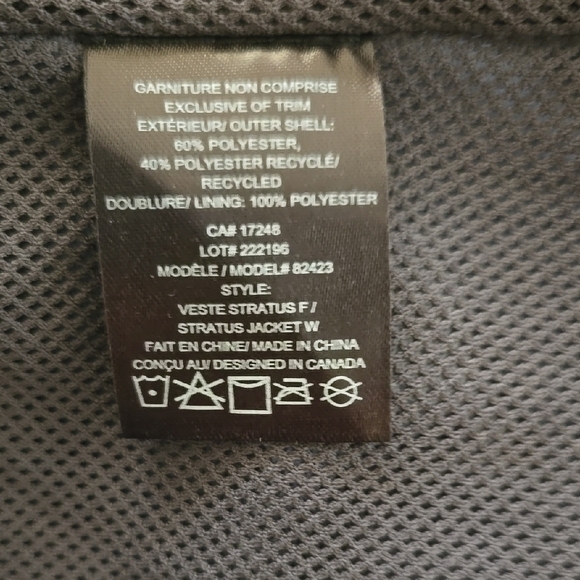 GARNITURE NON COMPRISE
EXCLUSIVE OF TRIM
EXTÉRIEUR/ OUTER SHELL:
60% POLYESTER,
40% POLYESTER RECYCLÉ/
RECYCLED
DOUBLURE/ LINING: 100% POLYESTER
CA# 17248
LOT# 222196
MODÈLE / MODEL# 82423
STYLE:
VESTE STRATUS F /
STRATUS JACKET W
FAIT EN CHINE/ MADE IN CHINA
CONÇU AU/ DESIGNED IN CANADA